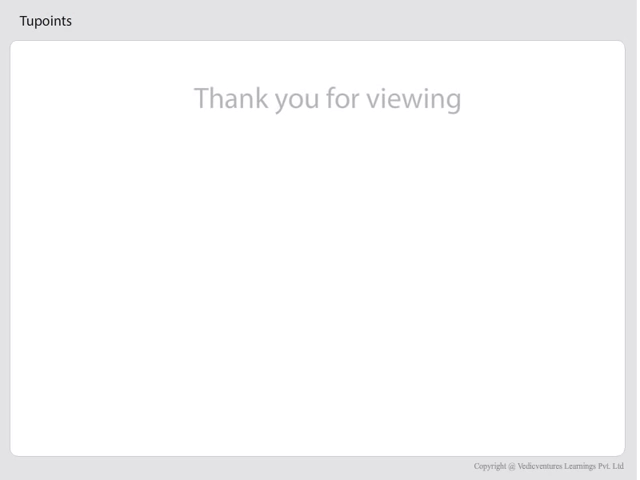 Tupoints
Thank you for viewing
Copyright @ Vedicventures Learnings Pvt. Ltd